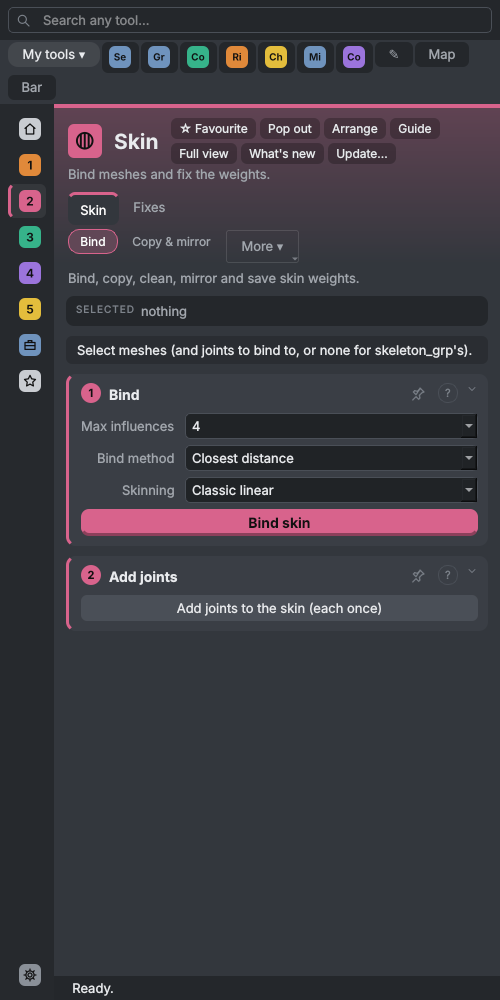 Search any tool...
My tools ▾ Se Gr Co Ri Ch Mi Co ✎ Map
Bar
Skin
☆ Favourite Pop out Arrange Guide
Full view What's new Update...
Bind meshes and fix the weights.
Skin Fixes
Bind Copy & mirror More ▾
Bind, copy, clean, mirror and save skin weights.
SELECTED nothing
Select meshes (and joints to bind to, or none for skeleton_grp's).
1 Bind ?
Max influences 4
Bind method Closest distance
Skinning Classic linear
Bind skin
2 Add joints ?
Add joints to the skin (each once)
1
2
3
4
5
Ready.